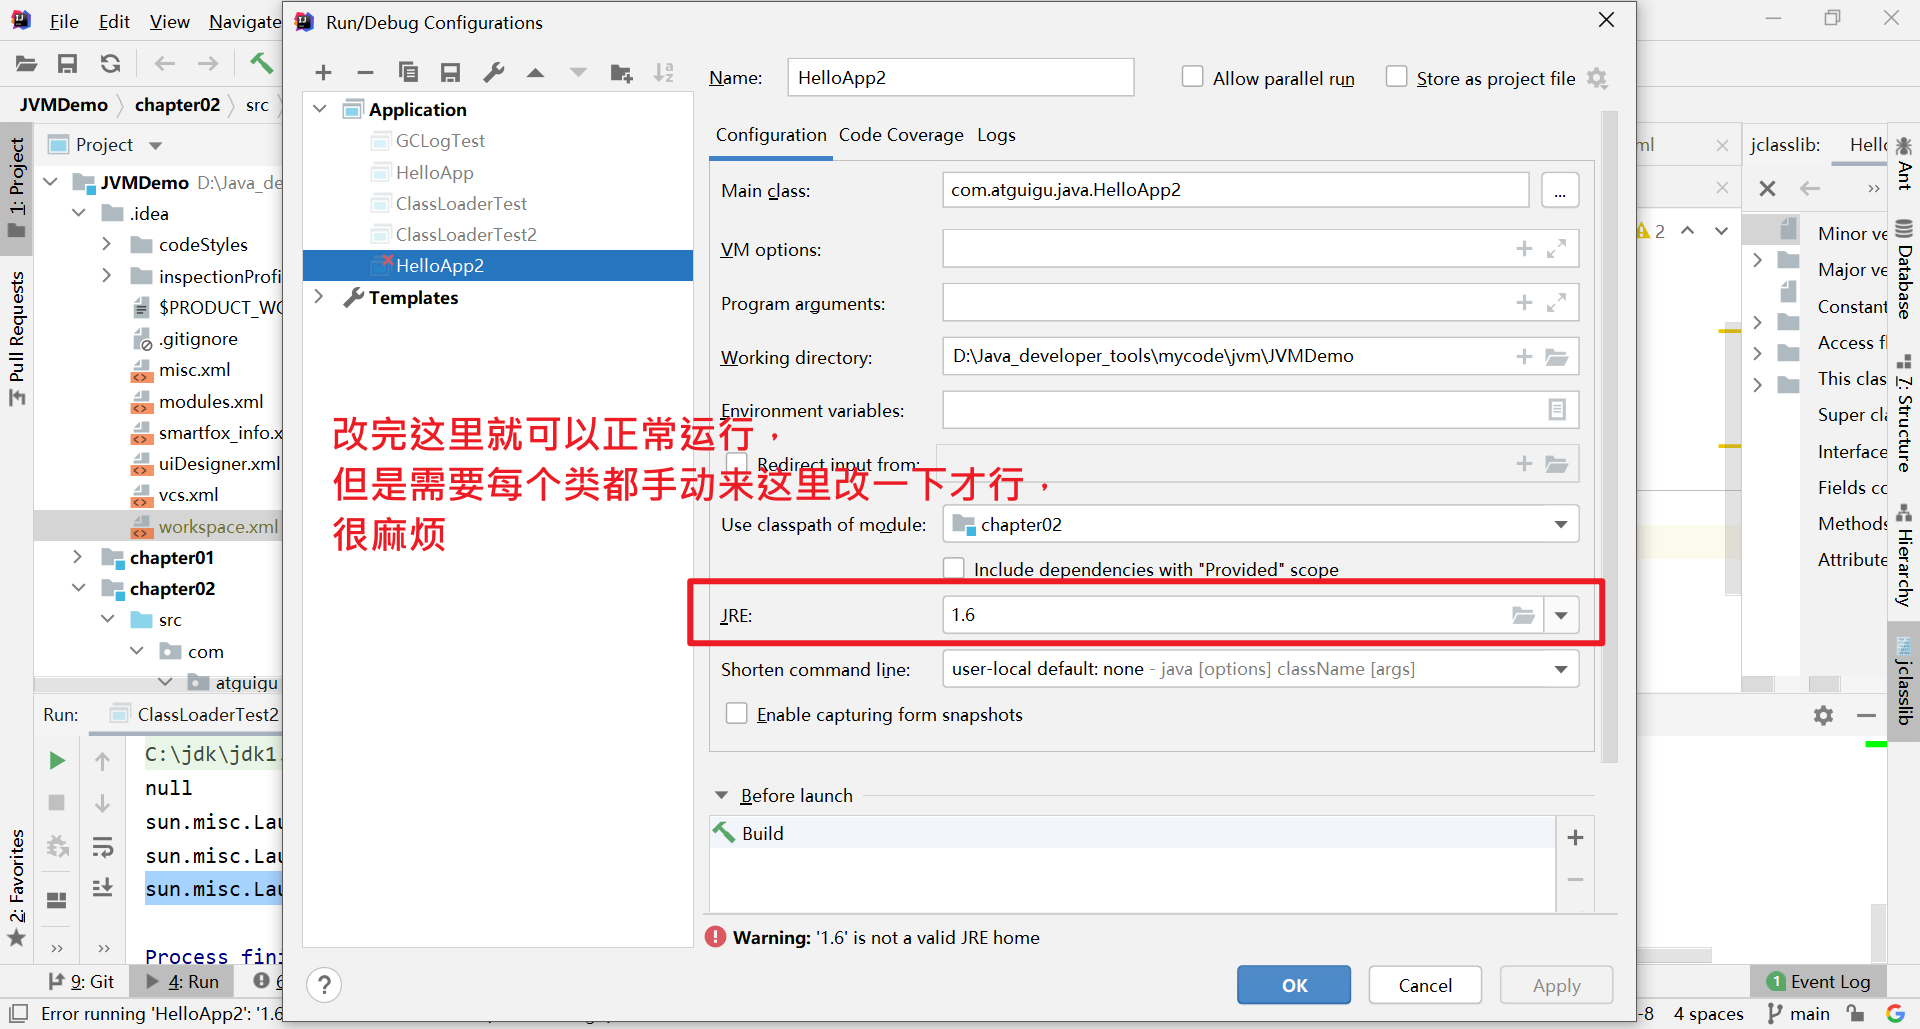 File Edit View Navigate
Run/Debug Configurations
JVMDemo chapter02 src
Name: HelloApp2
Allow parallel run
Store as project file
Application
GCLogTest
HelloApp
ClassLoaderTest
ClassLoaderTest2
HelloApp2
Templates
Configuration Code Coverage Logs
Main class: com.atguigu.java.HelloApp2 ...
VM options:
Program arguments:
Working directory: D:\Java_developer_tools\mycode\jvm\JVMDemo
Environment variables:
Redirect input from:
改完这里就可以正常运行，
但是需要每个类都手动来这里改一下才行，
很麻烦
Use classpath of module: chapter02
Include dependencies with "Provided" scope
JRE: 1.6
Shorten command line: user-local default: none - java [options] className [args]
Enable capturing form snapshots
Before launch
Build
Warning: '1.6' is not a valid JRE home
? OK Cancel Apply
1: Project
Pull Requests
2: Favorites
Project
JVMDemo D:\Java_de
.idea
codeStyles
inspectionProfi
$PRODUCT_WO
.gitignore
misc.xml
modules.xml
smartfox_info.x
uiDesigner.xml
vcs.xml
workspace.xml
chapter01
chapter02
src
com
atguigu
Run: ClassLoaderTest2
C:\jdk\jdk1.
null
sun.misc.Lau
sun.misc.Lau
sun.misc.Lau
Process fini
9: Git 4: Run 6
Error running 'HelloApp2': '1.6
ml
2
jclasslib: Hello
Minor ve
Major ve
Constant
Access fl
This clas
Super cla
Interface
Fields co
Methods
Attribute
Ant
Database
7: Structure
Hierarchy
jclasslib
1 Event Log
-8 4 spaces main